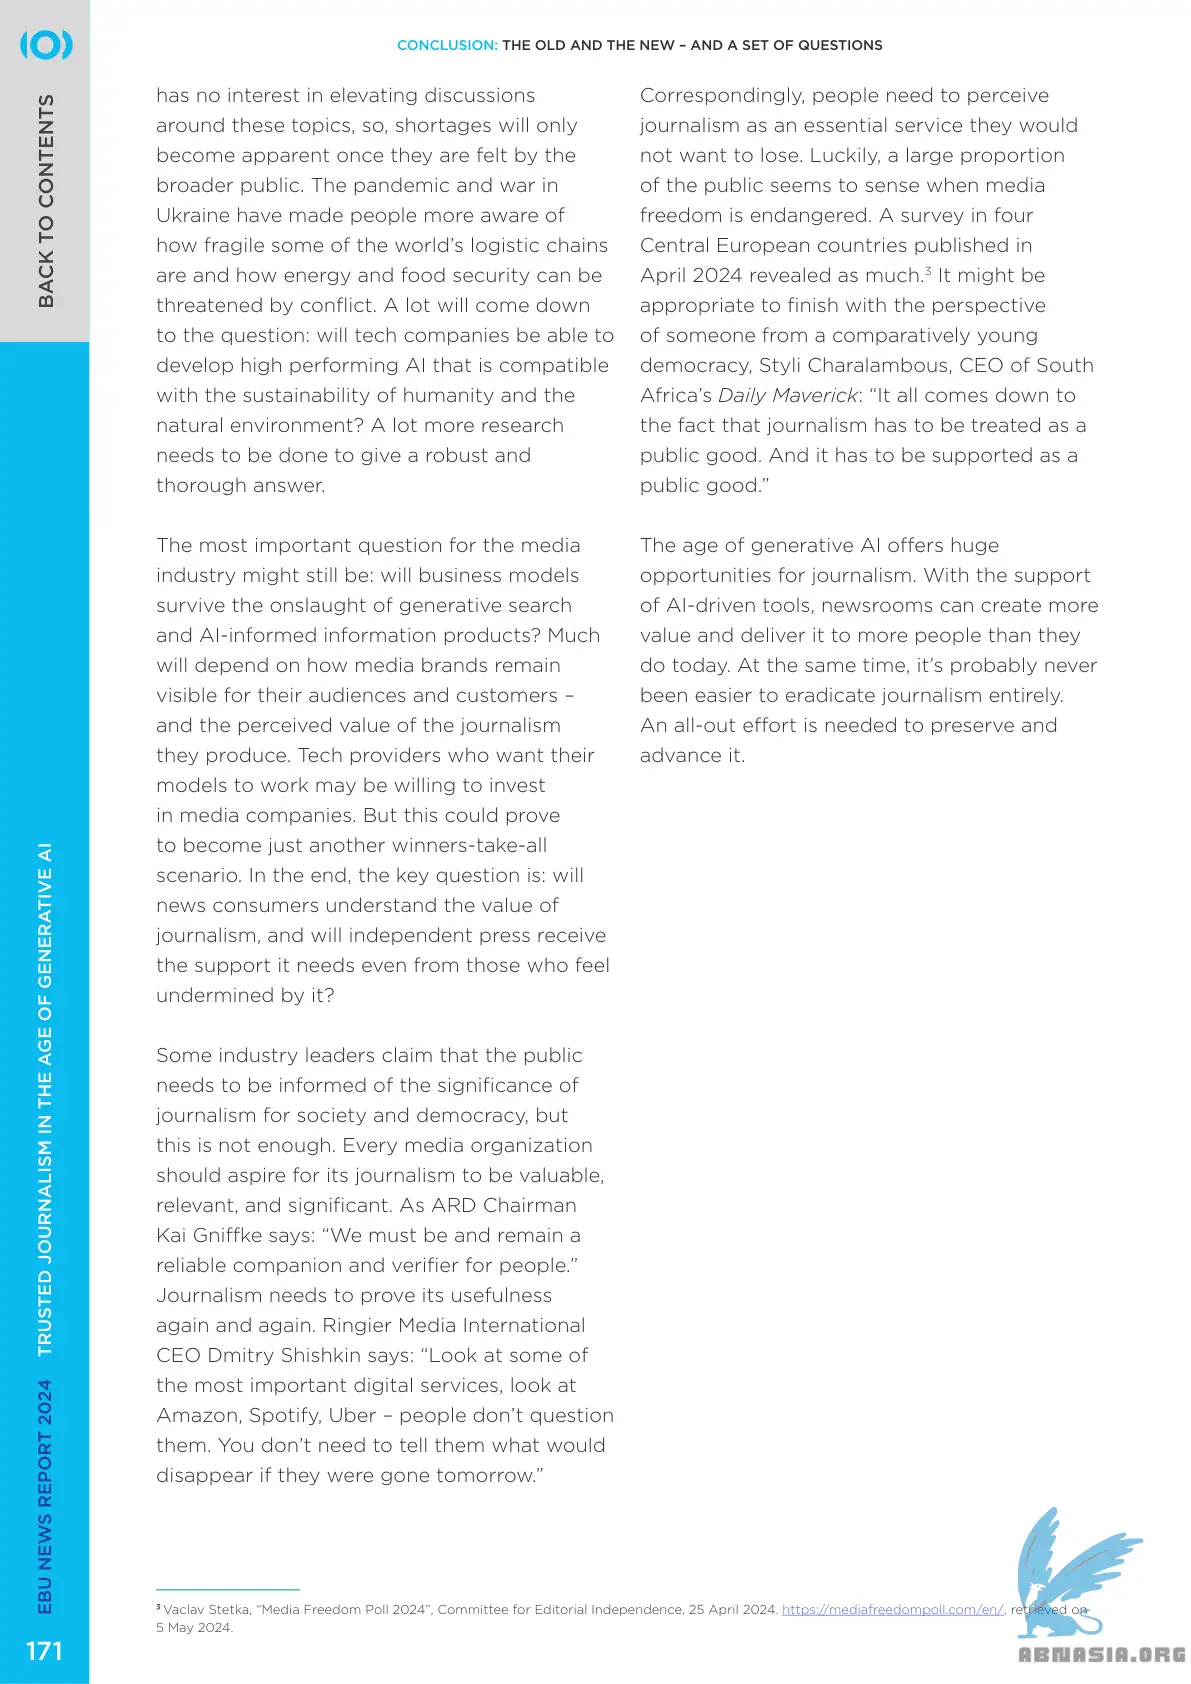 CONCLUSION: THE OLD AND THE NEW – AND A SET OF QUESTIONS
BACK TO CONTENTS
has no interest in elevating discussions
around these topics, so, shortages will only
become apparent once they are felt by the
broader public. The pandemic and war in
Ukraine have made people more aware of
how fragile some of the world’s logistic chains
are and how energy and food security can be
threatened by conflict. A lot will come down
to the question: will tech companies be able to
develop high performing AI that is compatible
with the sustainability of humanity and the
natural environment? A lot more research
needs to be done to give a robust and
thorough answer.
The most important question for the media
industry might still be: will business models
survive the onslaught of generative search
and AI-informed information products? Much
will depend on how media brands remain
visible for their audiences and customers –
and the perceived value of the journalism
they produce. Tech providers who want their
models to work may be willing to invest
in media companies. But this could prove
to become just another winners-take-all
scenario. In the end, the key question is: will
news consumers understand the value of
journalism, and will independent press receive
the support it needs even from those who feel
undermined by it?
Some industry leaders claim that the public
needs to be informed of the significance of
journalism for society and democracy, but
this is not enough. Every media organization
should aspire for its journalism to be valuable,
relevant, and significant. As ARD Chairman
Kai Gniffke says: “We must be and remain a
reliable companion and verifier for people.”
Journalism needs to prove its usefulness
again and again. Ringier Media International
CEO Dmitry Shishkin says: “Look at some of
the most important digital services, look at
Amazon, Spotify, Uber – people don’t question
them. You don’t need to tell them what would
disappear if they were gone tomorrow.”
Correspondingly, people need to perceive
journalism as an essential service they would
not want to lose. Luckily, a large proportion
of the public seems to sense when media
freedom is endangered. A survey in four
Central European countries published in
April 2024 revealed as much.3 It might be
appropriate to finish with the perspective
of someone from a comparatively young
democracy, Styli Charalambous, CEO of South
Africa’s Daily Maverick: “It all comes down to
the fact that journalism has to be treated as a
public good. And it has to be supported as a
public good.”
The age of generative AI offers huge
opportunities for journalism. With the support
of AI-driven tools, newsrooms can create more
value and deliver it to more people than they
do today. At the same time, it’s probably never
been easier to eradicate journalism entirely.
An all-out effort is needed to preserve and
advance it.
3 Vaclav Stetka, “Media Freedom Poll 2024”, Committee for Editorial Independence, 25 April 2024. https://mediafreedompoll.com/en/, retrieved on
5 May 2024.
EBU NEWS REPORT 2024 TRUSTED JOURNALISM IN THE AGE OF GENERATIVE AI
171
ABNASIA.ORG